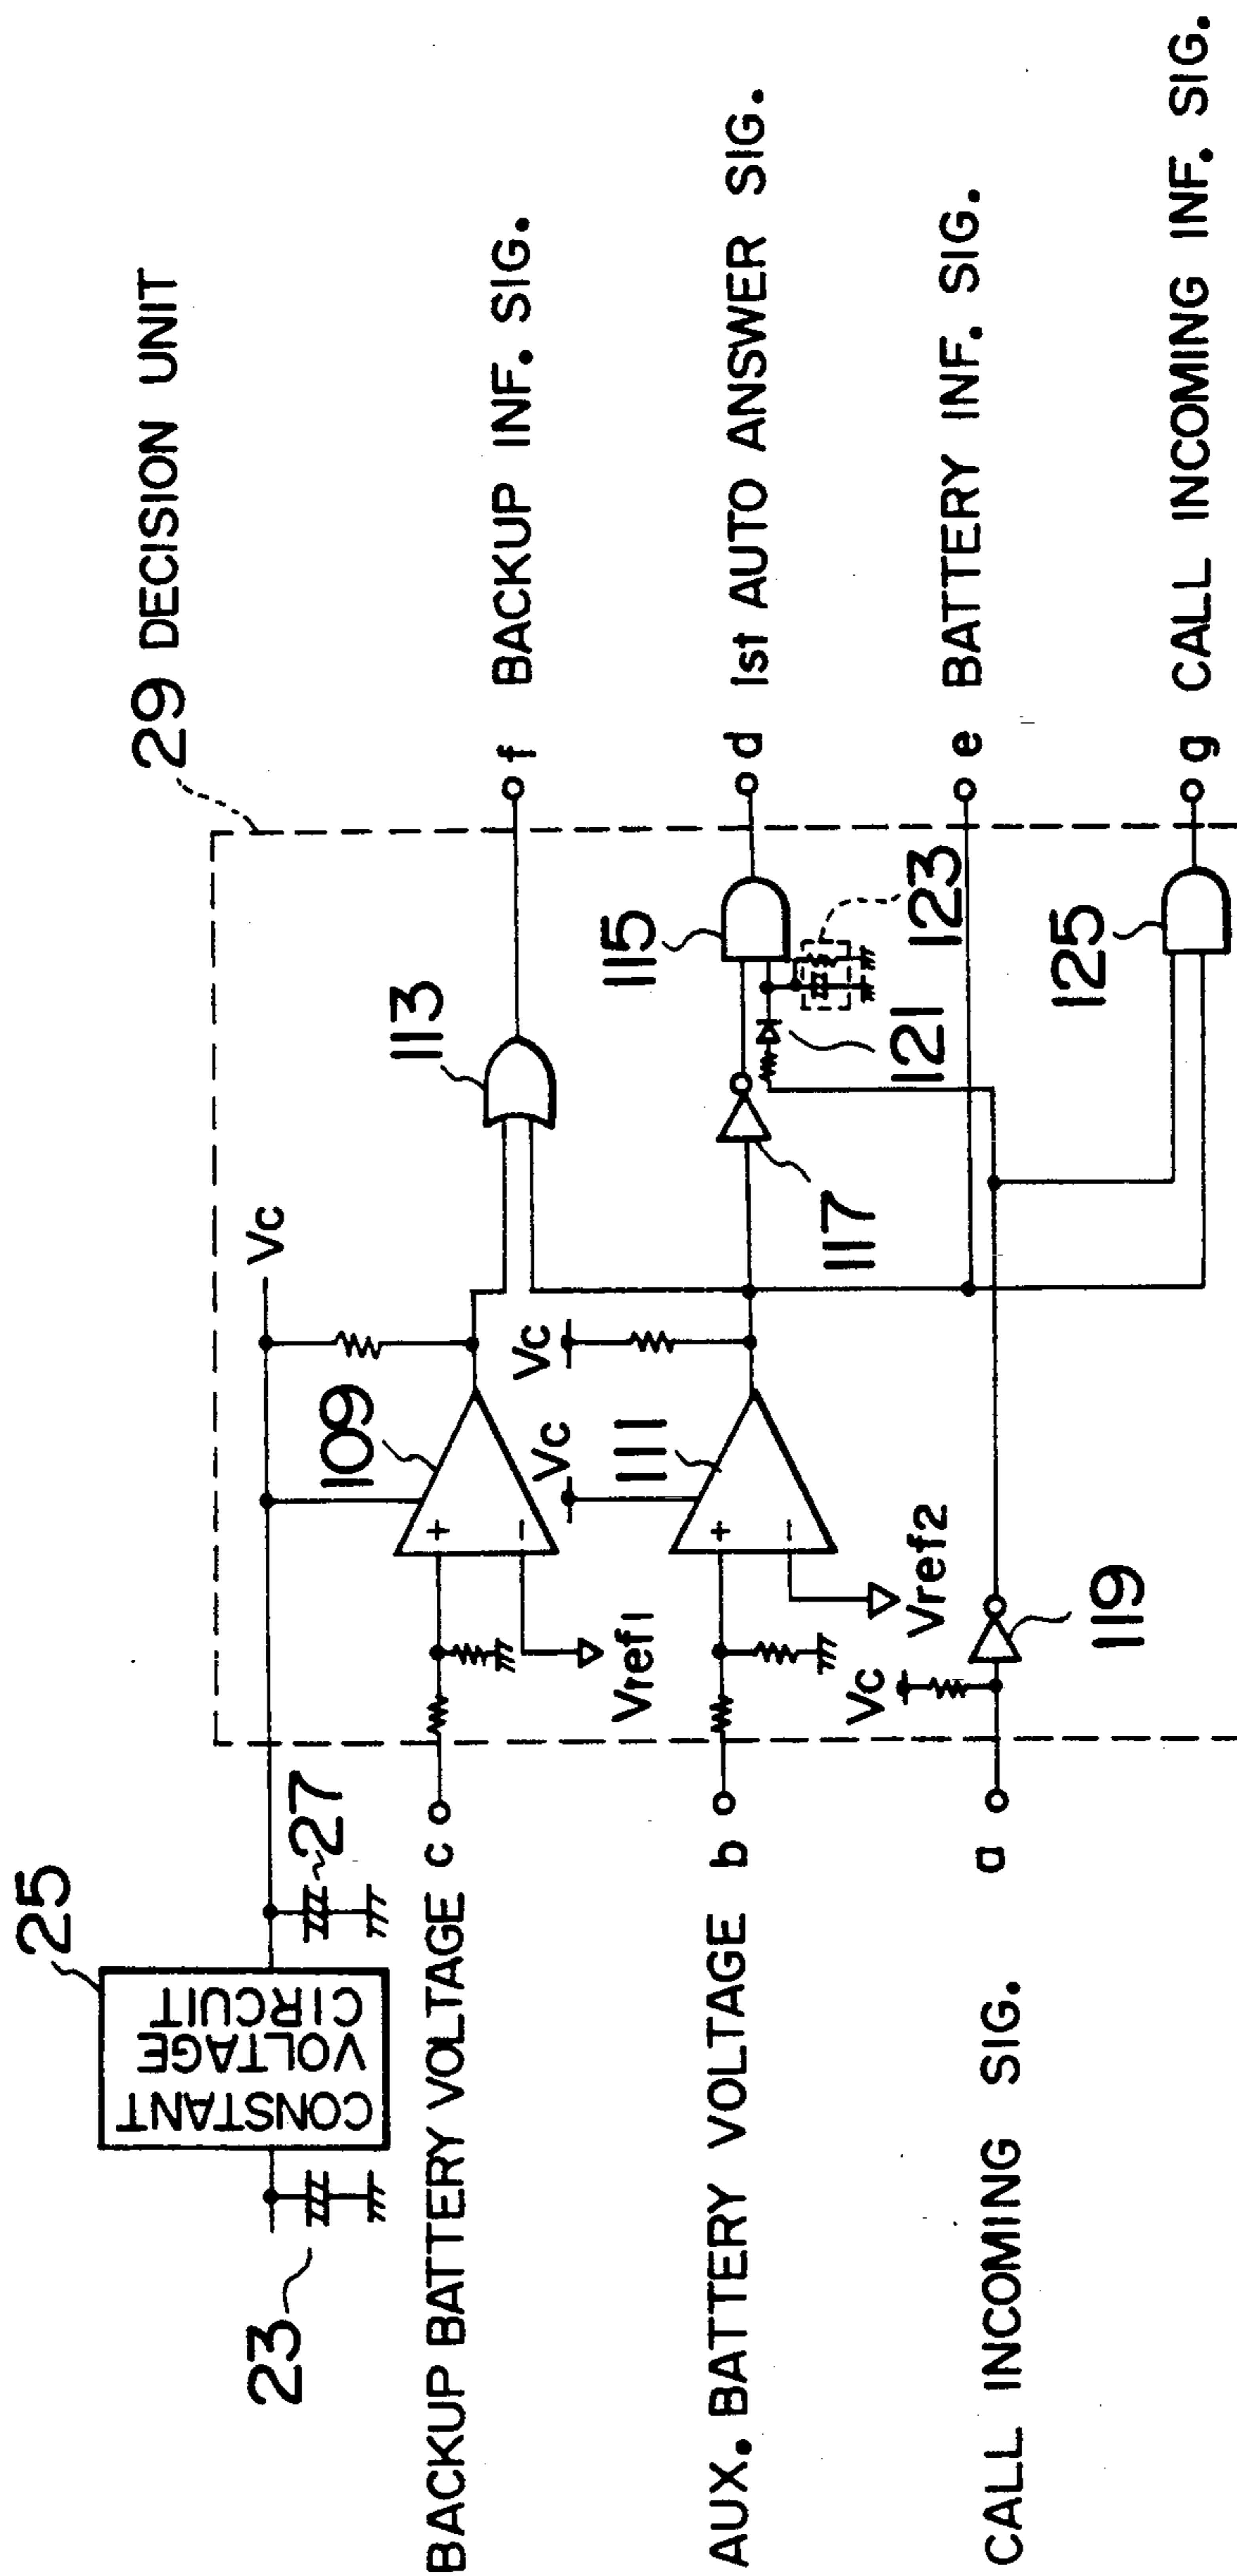 25
CONSTANT
VOLTAGE
CIRCUIT
23
27
29 DECISION UNIT
Vc
BACKUP BATTERY VOLTAGE c
109
+
−
Vref1
113
f BACKUP INF. SIG.
Vc
Vc
AUX. BATTERY VOLTAGE b
111
+
−
Vref2
117
115
121
123
d 1st AUTO ANSWER SIG.
e BATTERY INF. SIG.
Vc
CALL INCOMING SIG. a
119
125
g CALL INCOMING INF. SIG.